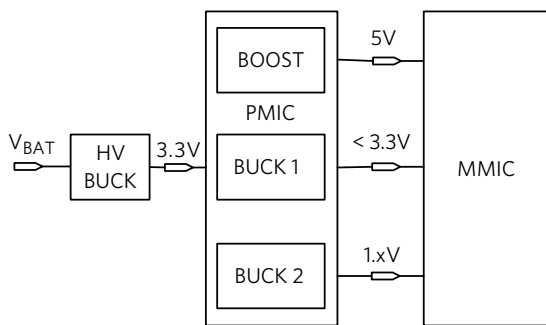 BOOST
5V
PMIC
V_BAT
HV
BUCK
3.3V
BUCK 1
< 3.3V
MMIC
BUCK 2
1.xV